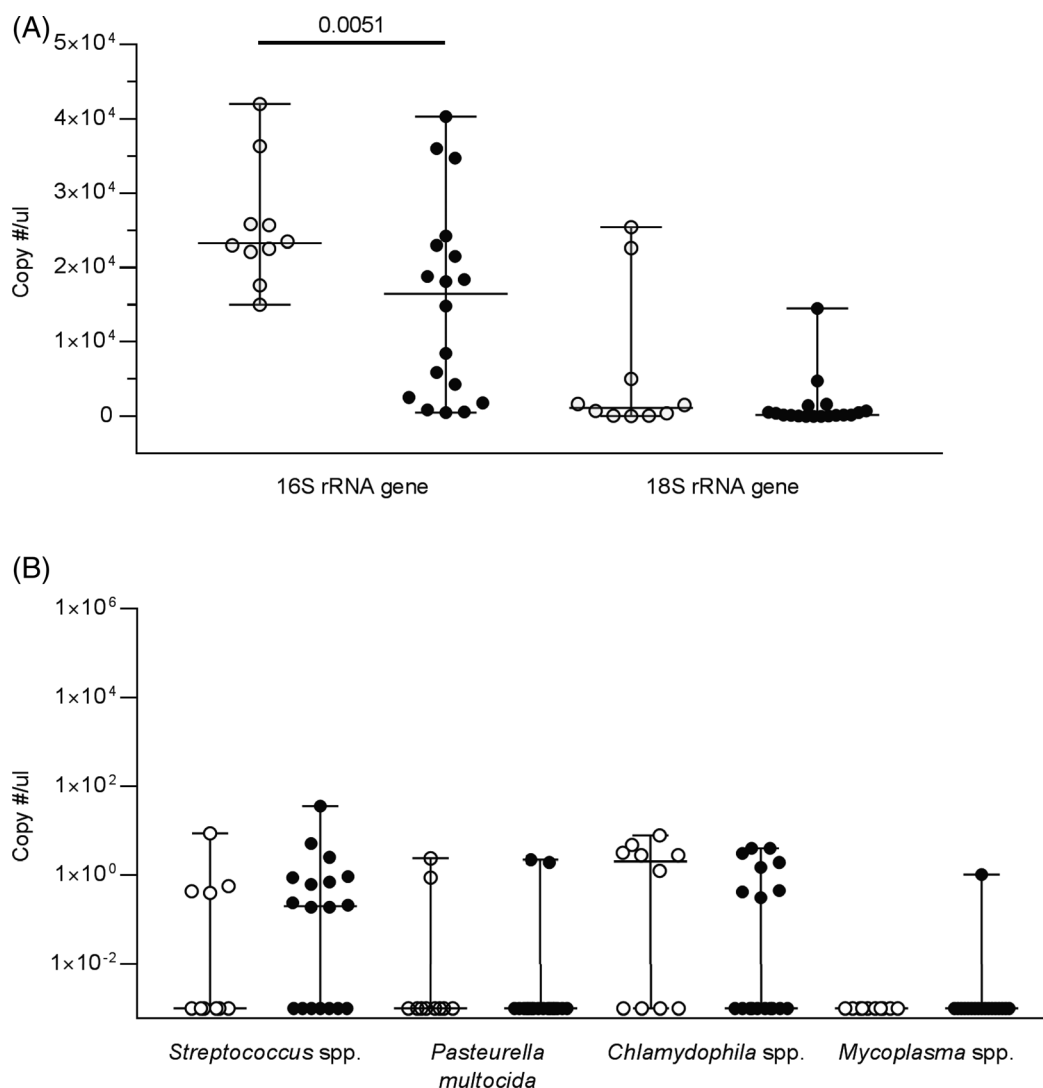 (A)
0.0051
5×10⁴
4×10⁴
3×10⁴
2×10⁴
1×10⁴
0
Copy #/ul
16S rRNA gene
18S rRNA gene
(B)
1×10⁶
1×10⁴
1×10²
1×10⁰
1×10⁻²
Copy #/ul
Streptococcus spp.
Pasteurella
multocida
Chlamydophila spp.
Mycoplasma spp.